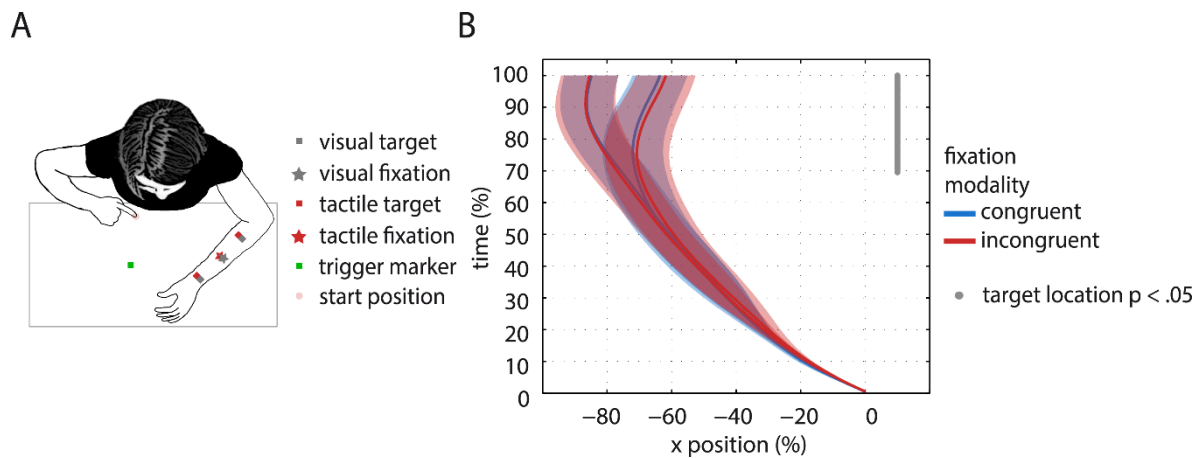 A
visual target
visual fixation
tactile target
tactile fixation
trigger marker
start position
B
time (%)
100
90
80
70
60
50
40
30
20
10
0
−80
−60
−40
−20
0
x position (%)
fixation
modality
congruent
incongruent
target location p < .05